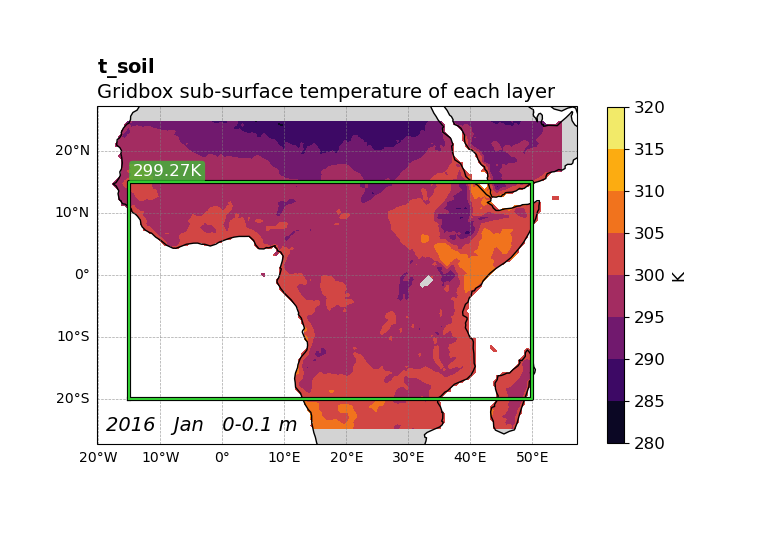 t_soil
Gridbox sub-surface temperature of each layer
299.27K
20°N
10°N
0°
10°S
20°S
2016 Jan 0-0.1 m
20°W 10°W 0° 10°E 20°E 30°E 40°E 50°E
320
315
310
305
300
295
290
285
280
K